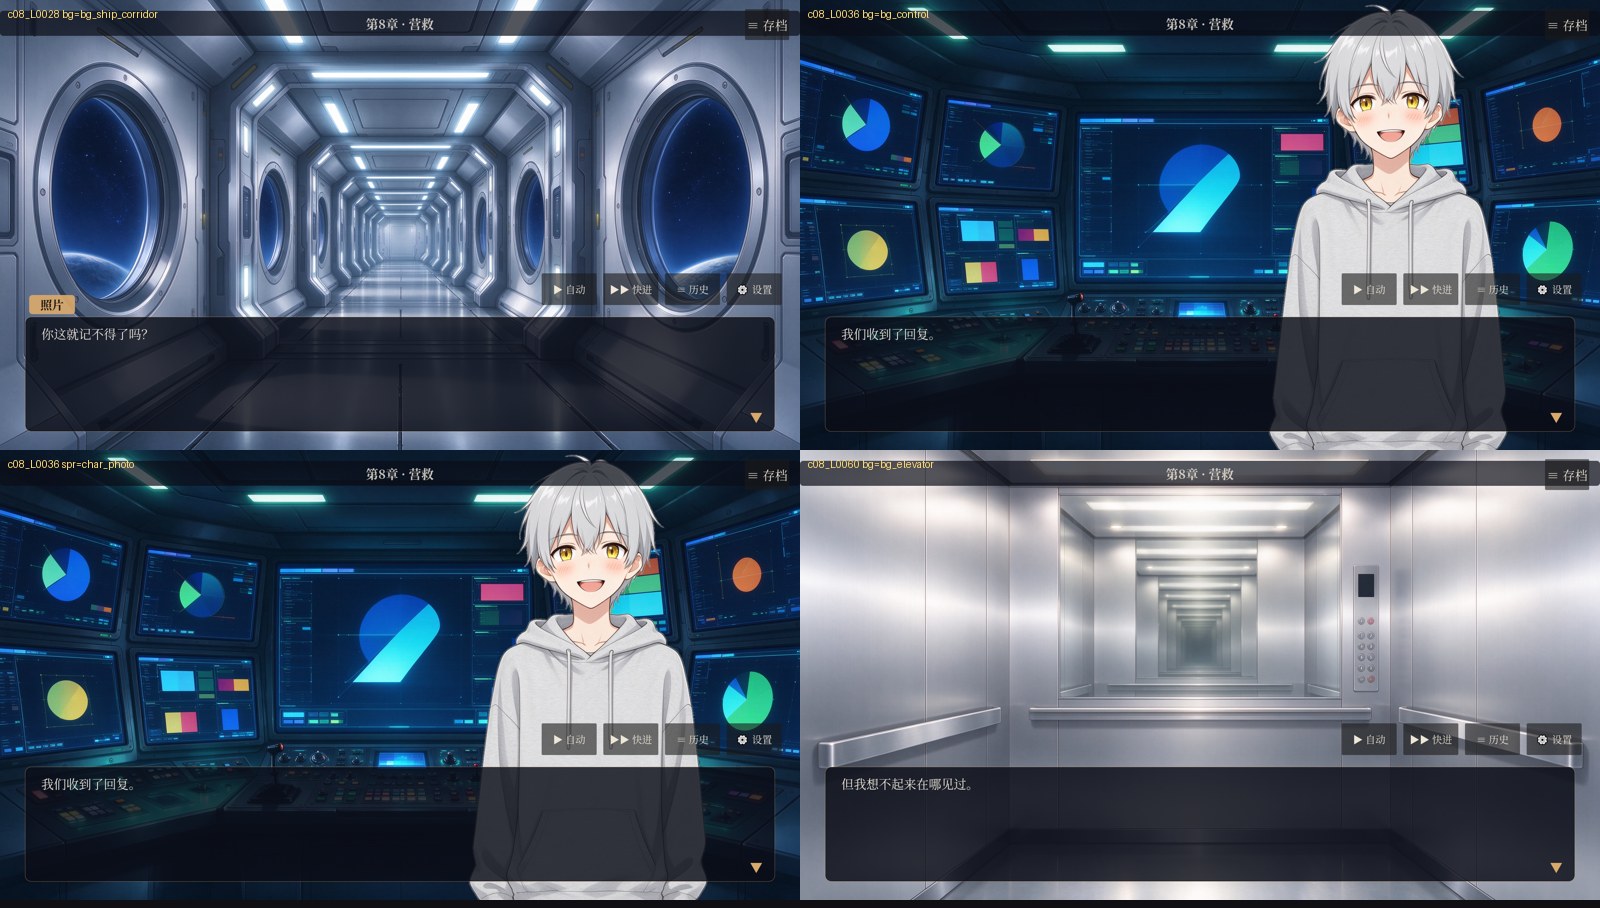 c08_L0028 bg=bg_ship_corridor
第8章 · 营救
≡ 存档
▶ 自动
▶▶ 快进
≡ 历史
设置
照片
你这就记不得了吗?
c08_L0036 bg=bg_control
第8章 · 营救
≡ 存档
▶ 自动
▶▶ 快进
≡ 历史
设置
我们收到了回复。
c08_L0036 spr=char_photo
第8章 · 营救
≡ 存档
▶ 自动
▶▶ 快进
≡ 历史
设置
我们收到了回复。
c08_L0060 bg=bg_elevator
第8章 · 营救
≡ 存档
▶ 自动
▶▶ 快进
≡ 历史
设置
但我想不起来在哪见过。